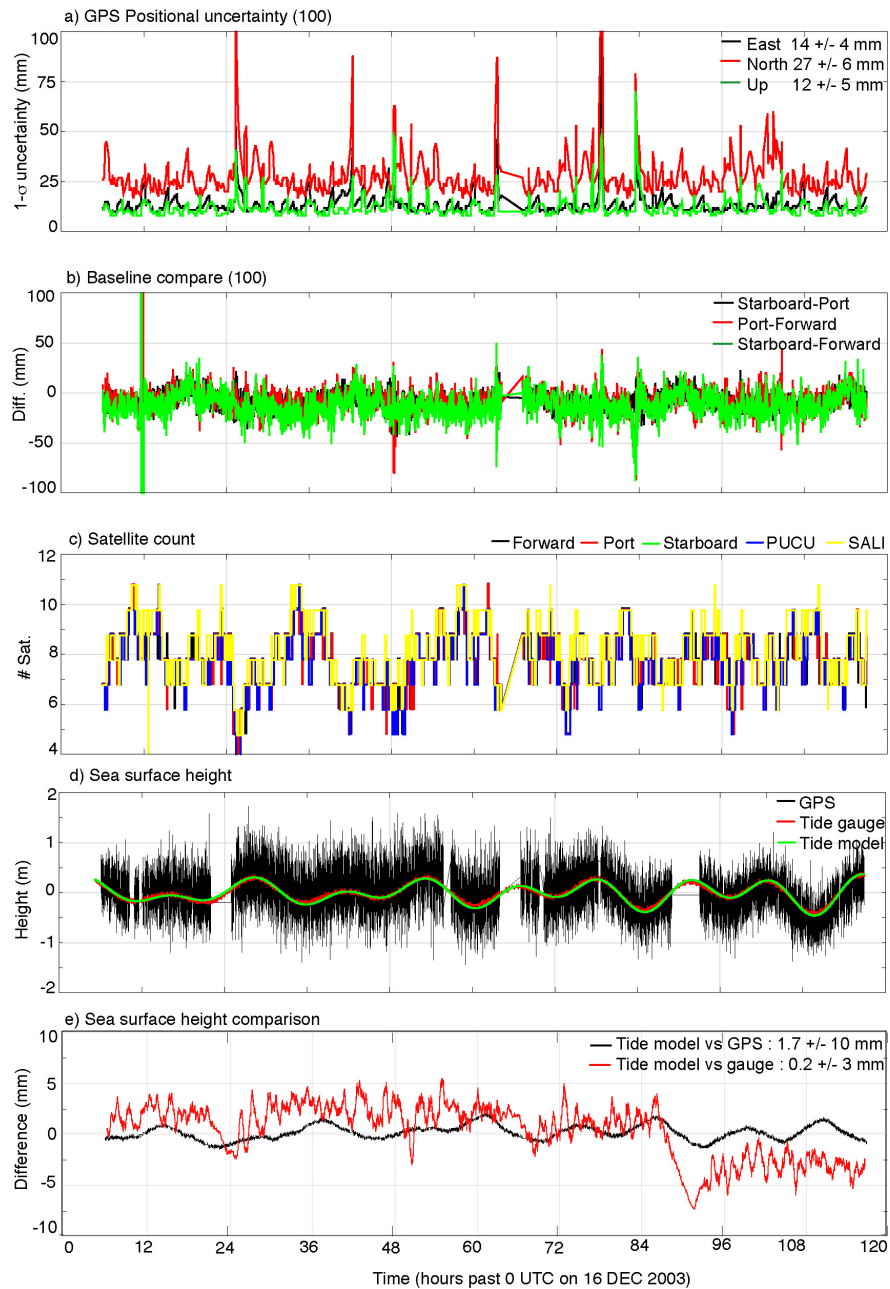 a) GPS Positional uncertainty (100)
100
75
50
25
0
1-σ uncertainty (mm)
East 14 +/- 4 mm
North 27 +/- 6 mm
Up 12 +/- 5 mm
b) Baseline compare (100)
100
50
0
-50
-100
Diff. (mm)
Starboard-Port
Port-Forward
Starboard-Forward
c) Satellite count
12
10
8
6
4
# Sat.
Forward Port Starboard PUCU SALI
d) Sea surface height
2
1
0
-1
-2
Height (m)
GPS
Tide gauge
Tide model
e) Sea surface height comparison
10
5
0
-5
-10
Difference (mm)
Tide model vs GPS : 1.7 +/- 10 mm
Tide model vs gauge : 0.2 +/- 3 mm
0 12 24 36 48 60 72 84 96 108 120
Time (hours past 0 UTC on 16 DEC 2003)